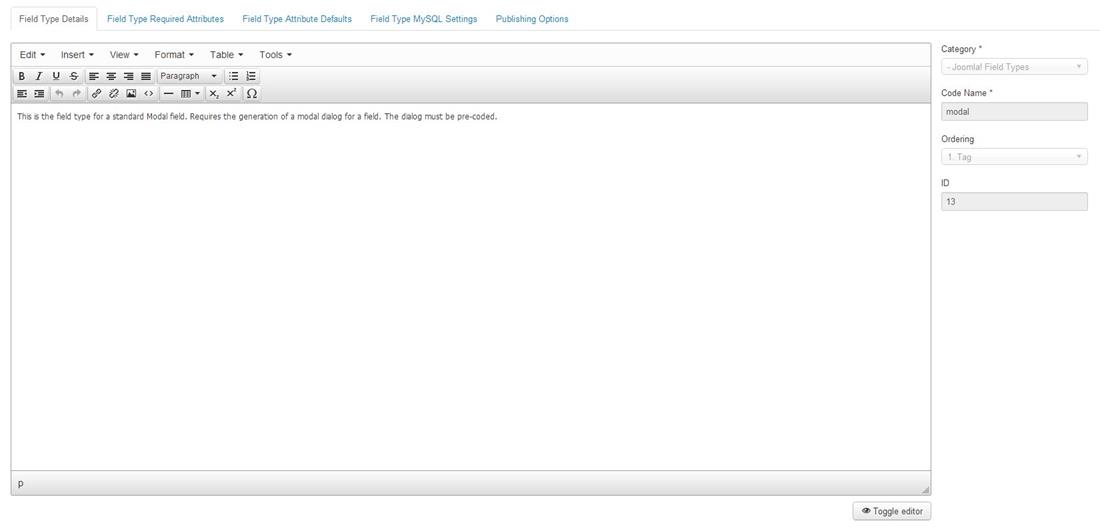 Field Type Details Field Type Required Attributes Field Type Attribute Defaults Field Type MySQL Settings Publishing Options
Edit Insert View Format Table Tools
B I U S Paragraph
X₂ X² Ω
This is the field type for a standard Modal field. Requires the generation of a modal dialog for a field. The dialog must be pre-coded.
p
Toggle editor
Category *
- Joomla! Field Types
Code Name *
modal
Ordering
1. Tag
ID
13